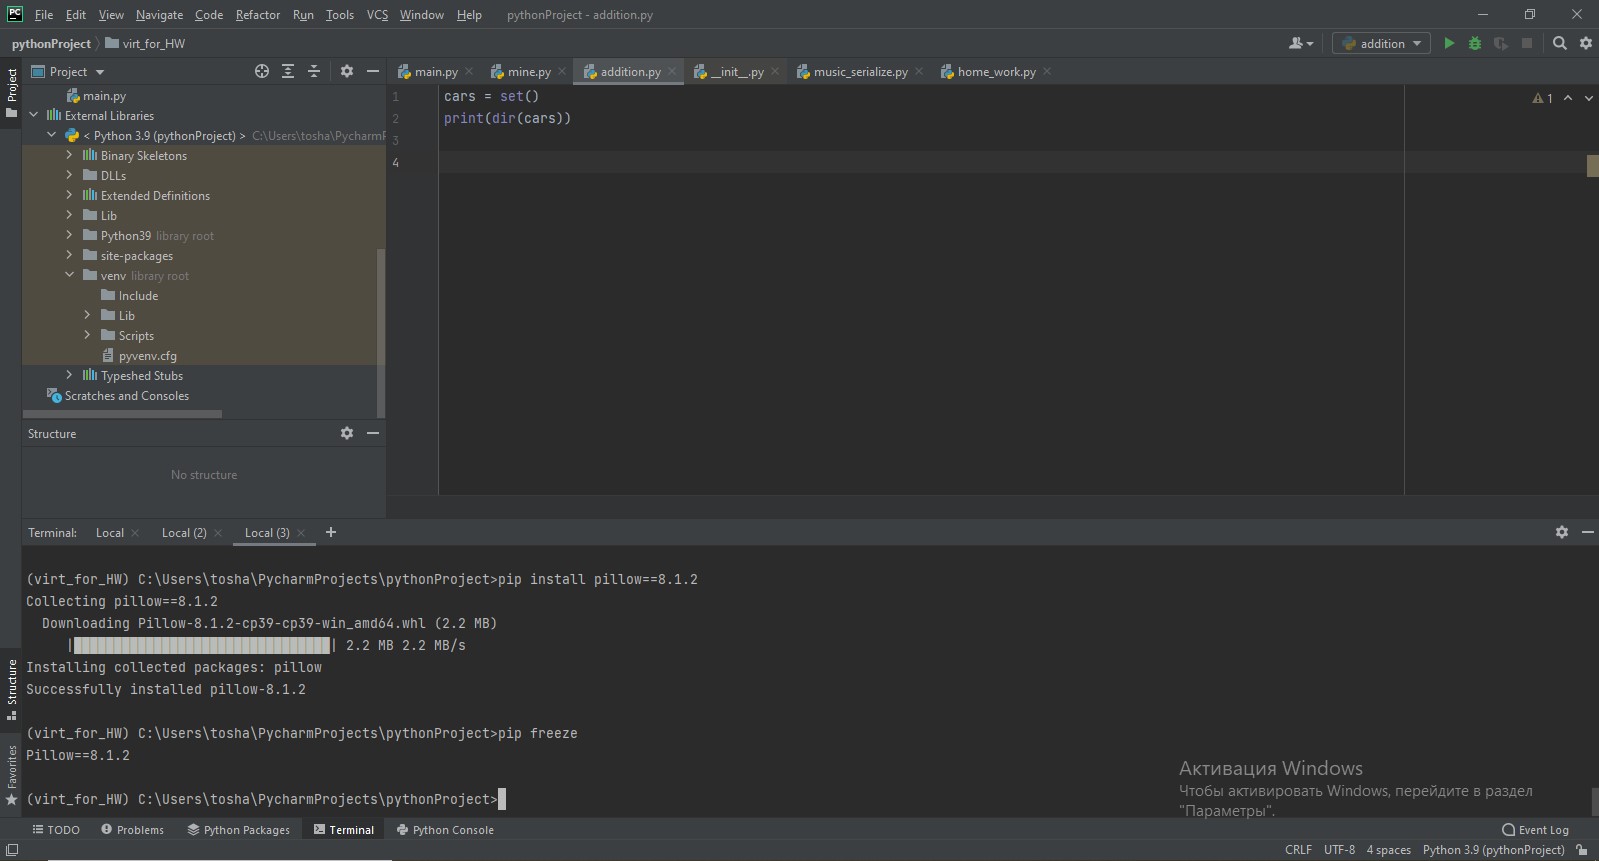 PC File Edit View Navigate Code Refactor Run Tools VCS Window Help pythonProject - addition.py
pythonProject virt_for_HW addition
Project
Project
main.py mine.py addition.py __init__.py music_serialize.py home_work.py
main.py
External Libraries
< Python 3.9 (pythonProject) > C:\Users\tosha\Pycharm
Binary Skeletons
DLLs
Extended Definitions
Lib
Python39 library root
site-packages
venv library root
Include
Lib
Scripts
pyvenv.cfg
Typeshed Stubs
Scratches and Consoles
1 cars = set()
2 print(dir(cars))
3
4
1
Structure
No structure
Terminal: Local Local (2) Local (3) +
(virt_for_HW) C:\Users\tosha\PycharmProjects\pythonProject>pip install pillow==8.1.2
Collecting pillow==8.1.2
Downloading Pillow-8.1.2-cp39-cp39-win_amd64.whl (2.2 MB)
| | 2.2 MB 2.2 MB/s
Installing collected packages: pillow
Successfully installed pillow-8.1.2
(virt_for_HW) C:\Users\tosha\PycharmProjects\pythonProject>pip freeze
Pillow==8.1.2
(virt_for_HW) C:\Users\tosha\PycharmProjects\pythonProject>
Structure
Favorites
Активация Windows
Чтобы активировать Windows, перейдите в раздел
"Параметры".
TODO Problems Python Packages Terminal Python Console Event Log
CRLF UTF-8 4 spaces Python 3.9 (pythonProject)